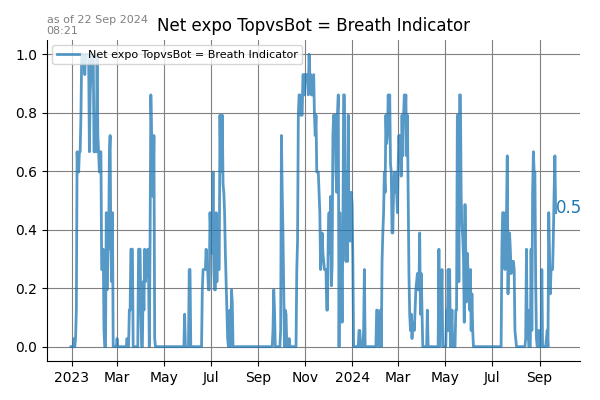 as of 22 Sep 2024
08:21
Net expo TopvsBot = Breath Indicator
Net expo TopvsBot = Breath Indicator
1.0
0.8
0.6
0.4
0.2
0.0
0.5
2023 Mar May Jul Sep Nov 2024 Mar May Jul Sep